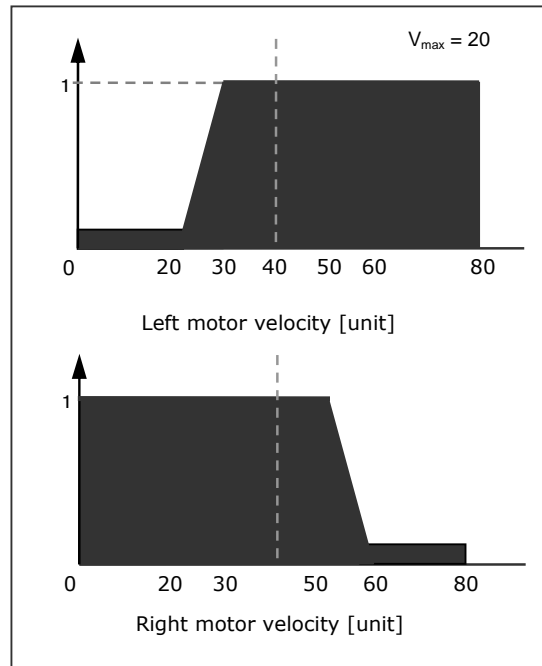 V_max = 20
1
0 20 30 40 50 60 80
Left motor velocity [unit]
1
0 20 30 50 60 80
Right motor velocity [unit]